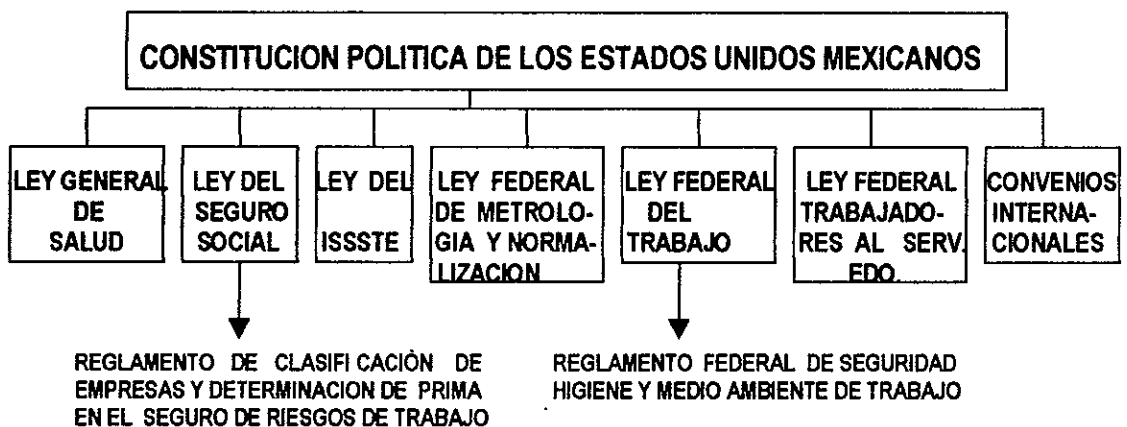 CONSTITUCION POLITICA DE LOS ESTADOS UNIDOS MEXICANOS
LEY GENERAL
DE
SALUD
LEY DEL
SEGURO
SOCIAL
LEY DEL
ISSSTE
LEY FEDERAL
DE METROLO-
GIA Y NORMA-
LIZACION
LEY FEDERAL
DEL
TRABAJO
LEY FEDERAL
TRABAJADO-
RES AL SERV.
EDO.
CONVENIOS
INTERNA-
CIONALES
REGLAMENTO DE CLASIFI CACIÓN DE
EMPRESAS Y DETERMINACION DE PRIMA
EN EL SEGURO DE RIESGOS DE TRABAJO
REGLAMENTO FEDERAL DE SEGURIDAD
HIGIENE Y MEDIO AMBIENTE DE TRABAJO